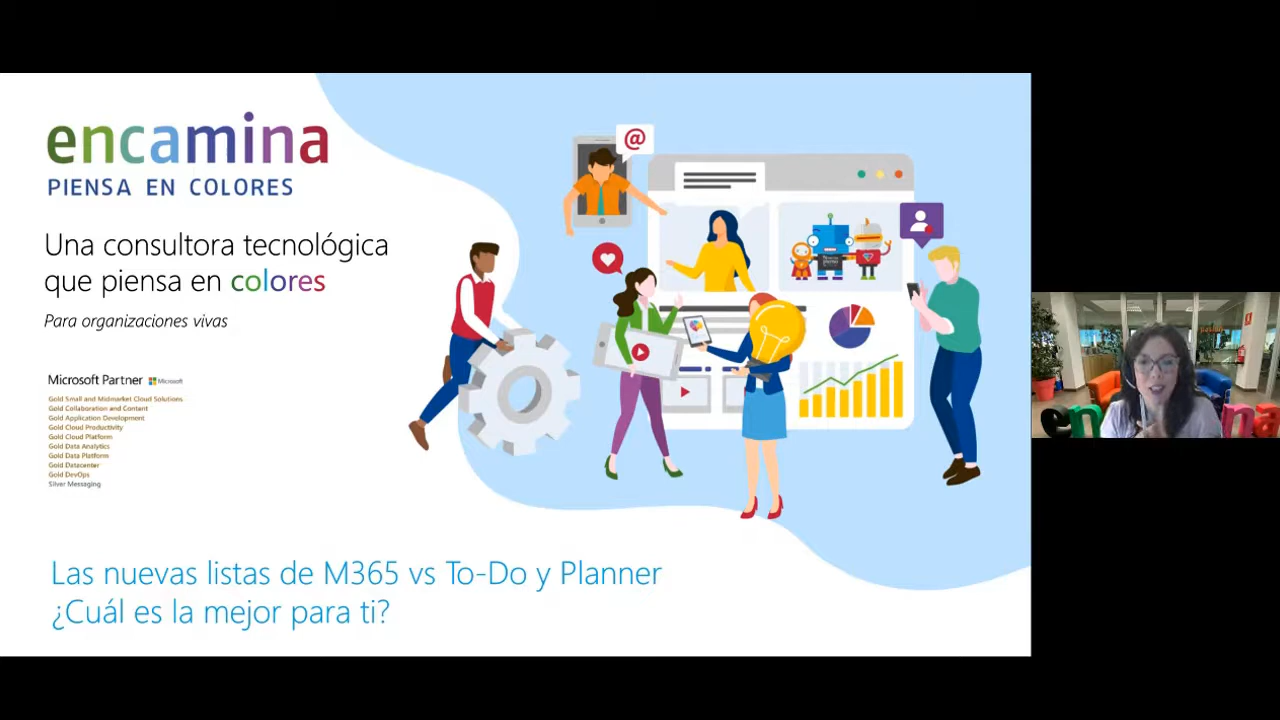 encamina
PIENSA EN COLORES
Una consultora tecnológica
que piensa en colores
Para organizaciones vivas
Microsoft Partner Microsoft
Gold Small and Midmarket Cloud Solutions
Gold Collaboration and Content
Gold Application Development
Gold Cloud Productivity
Gold Cloud Platform
Gold Data Analytics
Gold Data Platform
Gold Datacenter
Gold DevOps
Silver Messaging
@
Las nuevas listas de M365 vs To-Do y Planner
¿Cuál es la mejor para ti?
en
na